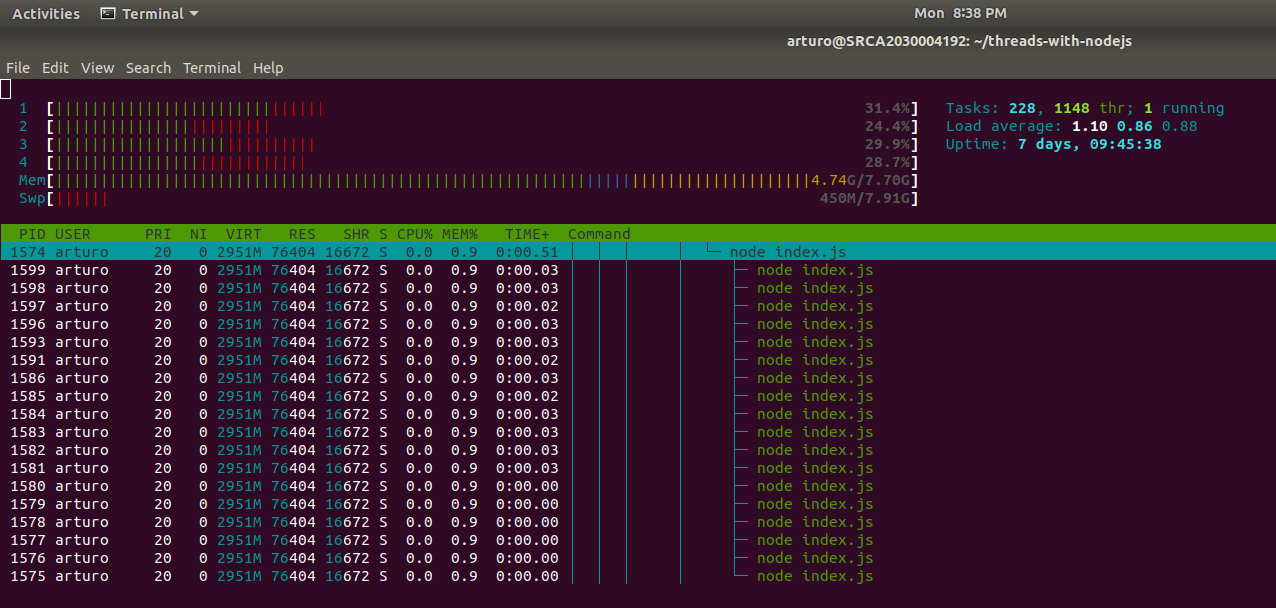 Activities Terminal Mon 8:38 PM
arturo@SRCA2030004192: ~/threads-with-nodejs
File Edit View Search Terminal Help
1 [ 31.4%] Tasks: 228, 1148 thr; 1 running
2 [ 24.4%] Load average: 1.10 0.86 0.88
3 [ 29.9%] Uptime: 7 days, 09:45:38
4 [ 28.7%]
Mem[ 4.74G/7.70G]
Swp[ 450M/7.91G]
PID USER PRI NI VIRT RES SHR S CPU% MEM% TIME+ Command
1574 arturo 20 0 2951M 76404 16672 S 0.0 0.9 0:00.51 node index.js
1599 arturo 20 0 2951M 76404 16672 S 0.0 0.9 0:00.03 node index.js
1598 arturo 20 0 2951M 76404 16672 S 0.0 0.9 0:00.03 node index.js
1597 arturo 20 0 2951M 76404 16672 S 0.0 0.9 0:00.02 node index.js
1596 arturo 20 0 2951M 76404 16672 S 0.0 0.9 0:00.03 node index.js
1593 arturo 20 0 2951M 76404 16672 S 0.0 0.9 0:00.03 node index.js
1591 arturo 20 0 2951M 76404 16672 S 0.0 0.9 0:00.02 node index.js
1586 arturo 20 0 2951M 76404 16672 S 0.0 0.9 0:00.03 node index.js
1585 arturo 20 0 2951M 76404 16672 S 0.0 0.9 0:00.02 node index.js
1584 arturo 20 0 2951M 76404 16672 S 0.0 0.9 0:00.03 node index.js
1583 arturo 20 0 2951M 76404 16672 S 0.0 0.9 0:00.03 node index.js
1582 arturo 20 0 2951M 76404 16672 S 0.0 0.9 0:00.03 node index.js
1581 arturo 20 0 2951M 76404 16672 S 0.0 0.9 0:00.03 node index.js
1580 arturo 20 0 2951M 76404 16672 S 0.0 0.9 0:00.00 node index.js
1579 arturo 20 0 2951M 76404 16672 S 0.0 0.9 0:00.00 node index.js
1578 arturo 20 0 2951M 76404 16672 S 0.0 0.9 0:00.00 node index.js
1577 arturo 20 0 2951M 76404 16672 S 0.0 0.9 0:00.00 node index.js
1576 arturo 20 0 2951M 76404 16672 S 0.0 0.9 0:00.00 node index.js
1575 arturo 20 0 2951M 76404 16672 S 0.0 0.9 0:00.00 node index.js